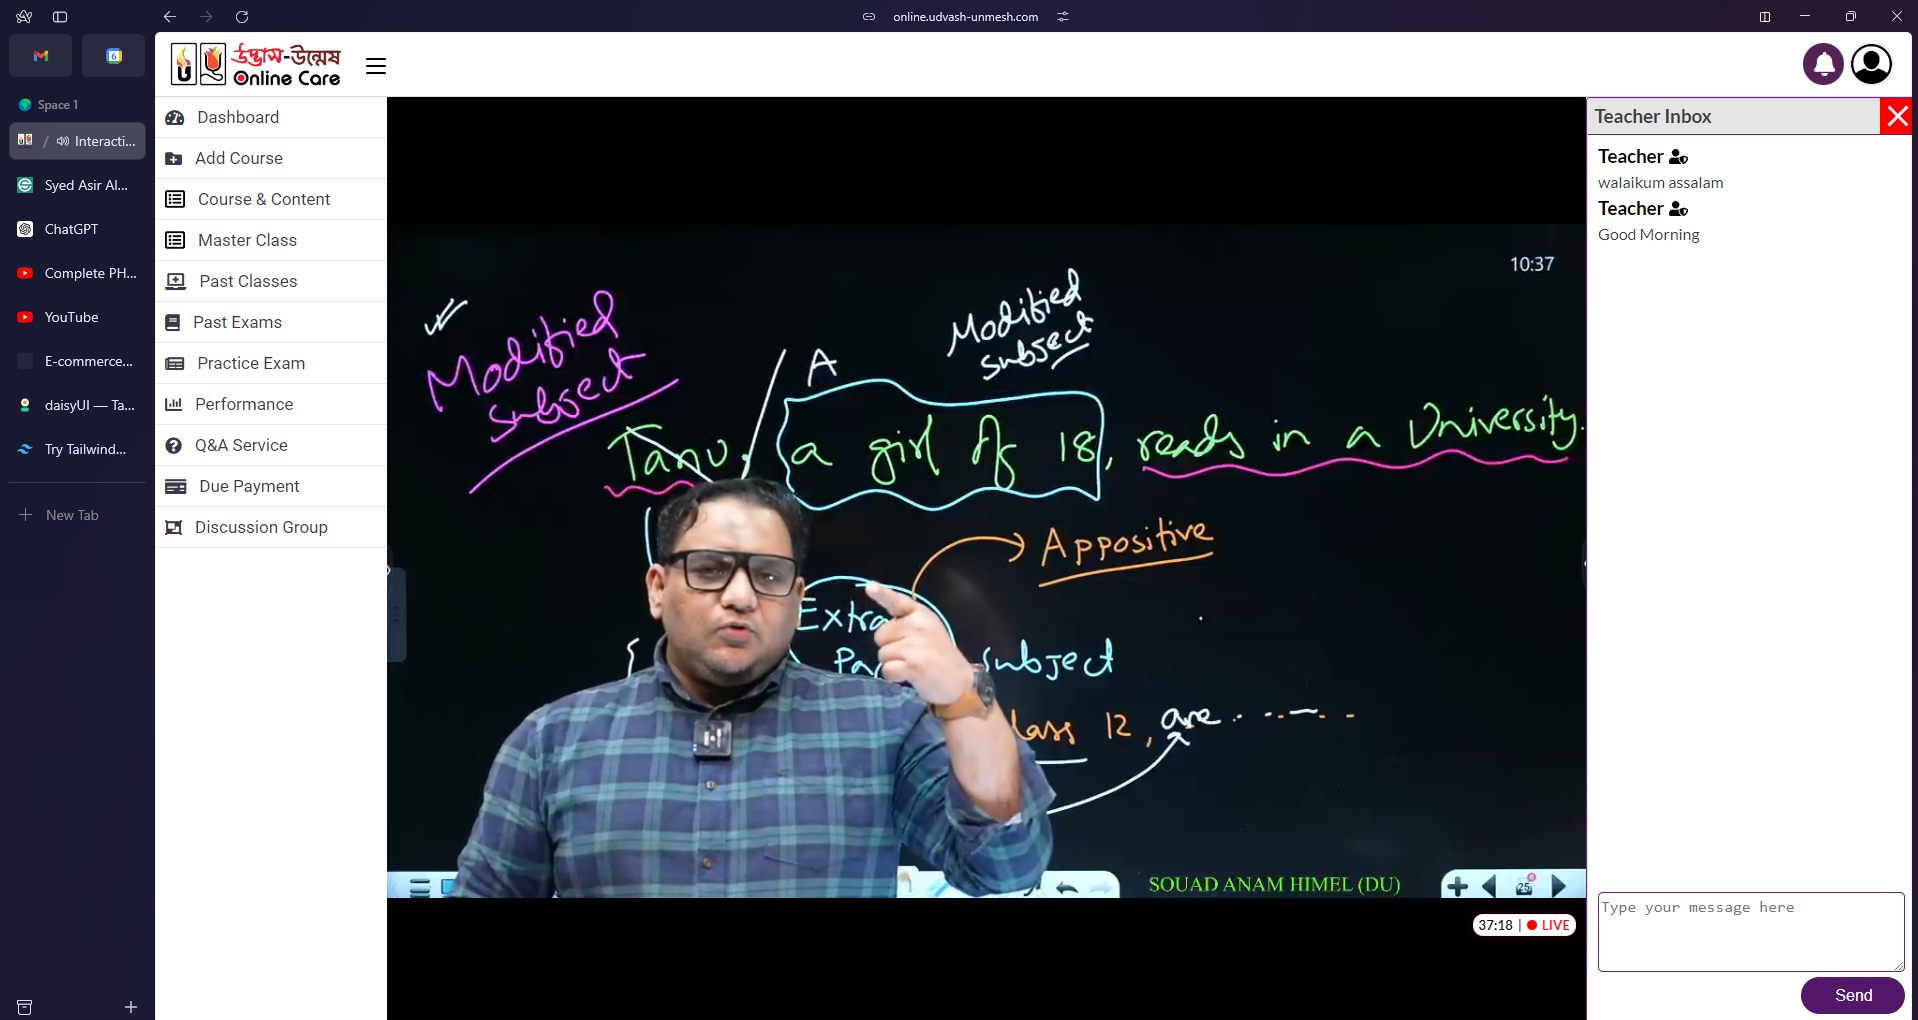 online.udvash-unmesh.com
Space 1
Interacti...
Syed Asir Al...
ChatGPT
Complete PH...
YouTube
E-commerce...
daisyUI — Ta...
Try Tailwind...
New Tab
উদ্ভাস-উন্মেষ
Online Care
Dashboard
Add Course
Course & Content
Master Class
Past Classes
Past Exams
Practice Exam
Performance
Q&A Service
Due Payment
Discussion Group
10:37
Modified
subject
A
Modified
subject
Tanu, a girl of 18, reads in a University.
Appositive
Extra
subject
12, are
SOUAD ANAM HIMEL (DU)
25
37:18 | LIVE
Teacher Inbox
Teacher
walaikum assalam
Teacher
Good Morning
Type your message here
Send